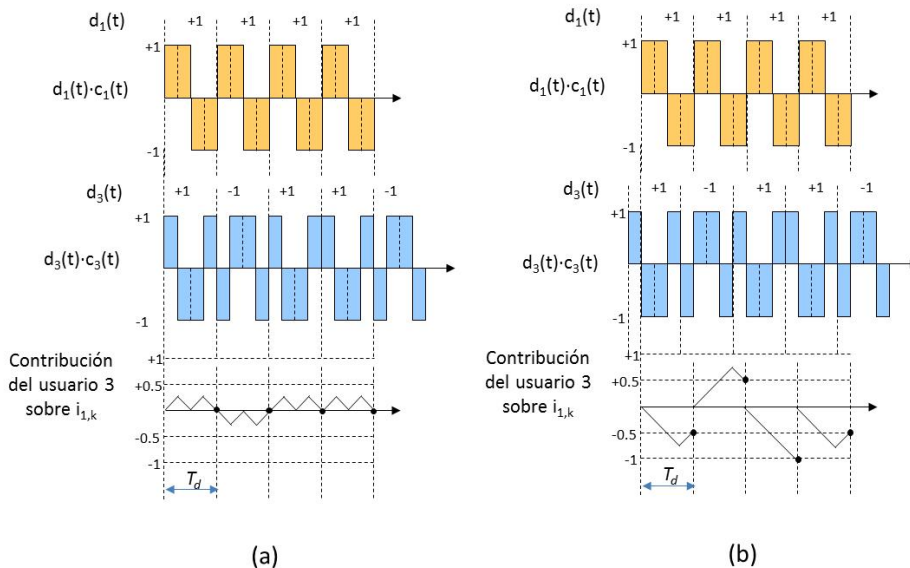 d₁(t) +1 +1 +1 +1
+1
d₁(t)·c₁(t)
-1
d₃(t) +1 -1 +1 +1 -1
+1
d₃(t)·c₃(t)
-1
Contribución
del usuario 3
sobre i₁,ₖ
+1
+0.5
-0.5
-1
T_d
(a)
d₁(t) +1 +1 +1 +1
+1
d₁(t)·c₁(t)
-1
d₃(t) +1 -1 +1 +1 -1
+1
d₃(t)·c₃(t)
-1
Contribución
del usuario 3
sobre i₁,ₖ
+1
+0.5
-0.5
-1
T_d
(b)